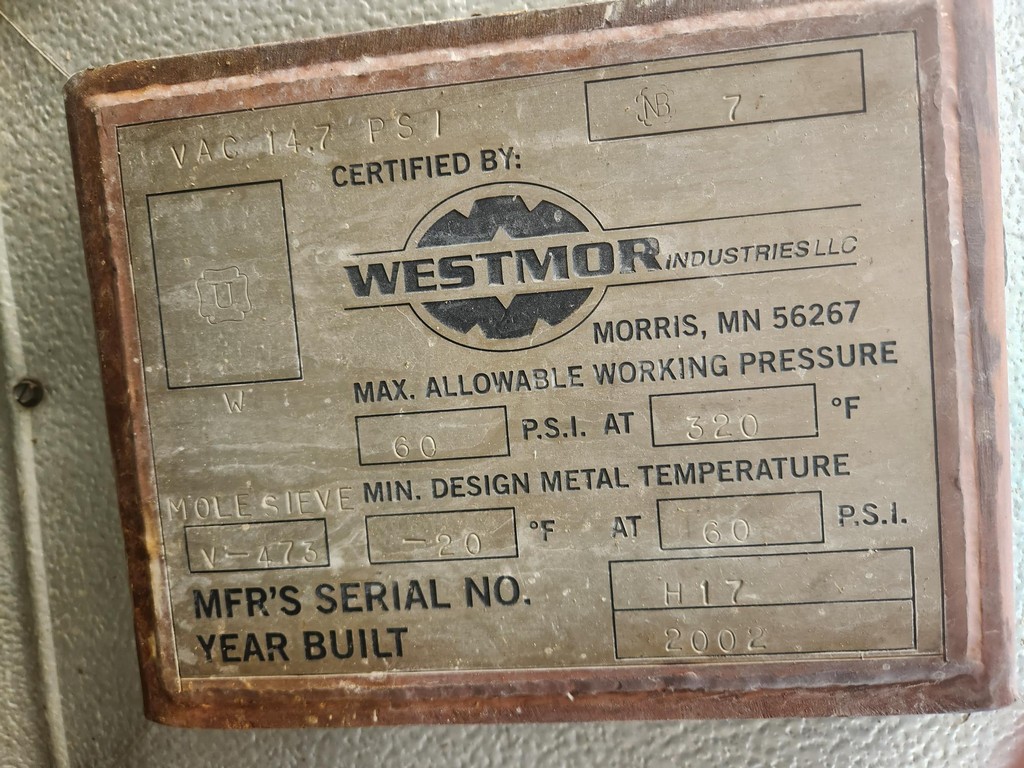 VAC 14.7 PSI
NB 7
CERTIFIED BY:
U
WESTMOR INDUSTRIES LLC
MORRIS, MN 56267
W
MAX. ALLOWABLE WORKING PRESSURE
60 P.S.I. AT 320 °F
MOLE SIEVE
V-473
MIN. DESIGN METAL TEMPERATURE
-20 °F AT 60 P.S.I.
MFR'S SERIAL NO. H17
YEAR BUILT 2002